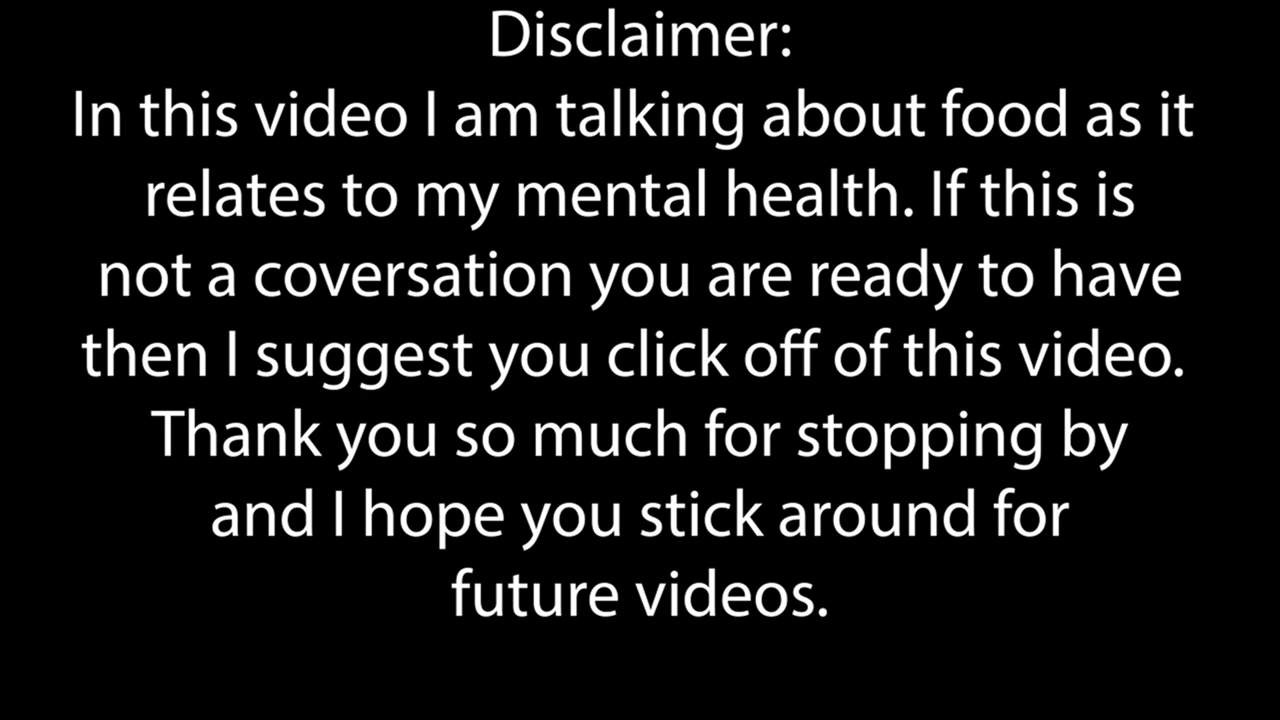 Disclaimer:
In this video I am talking about food as it
relates to my mental health. If this is
not a coversation you are ready to have
then I suggest you click off of this video.
Thank you so much for stopping by
and I hope you stick around for
future videos.